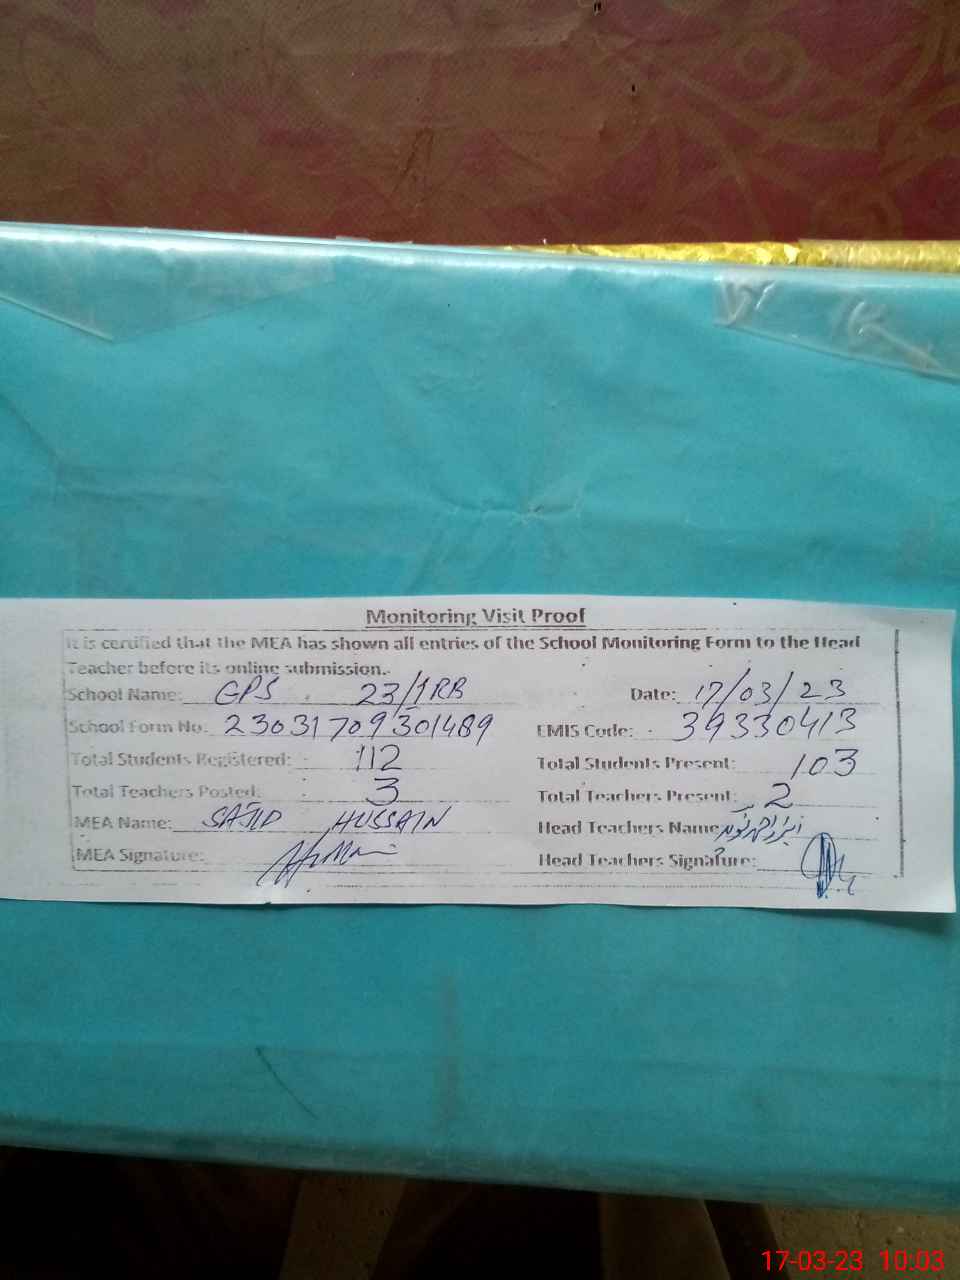 Monitoring Visit Proof
It is certified that the MEA has shown all entries of the School Monitoring Form to the Head
Teacher before its online submission.
School Name: GPS 23/1RB Date: 17/03/23
School Form No: 23031709301489 EMIS Code: 39330413
Total Students Registered: 112 Total Students Present: 103
Total Teachers Posted: 3 Total Teachers Present: 2
MEA Name: SAJID HUSSAIN Head Teachers Name
MEA Signature: Head Teachers Signature:
17-03-23 10:03